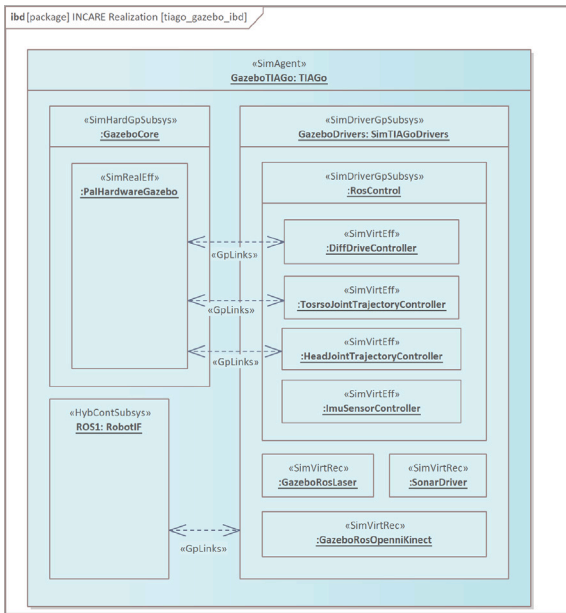 ibd [package] INCARE Realization [tiago_gazebo_ibd]
«SimAgent»
GazeboTIAGo: TIAGo
«SimHardGpSubsys»
:GazeboCore
«SimRealEff»
:PalHardwareGazebo
«SimDriverGpSubsys»
GazeboDrivers: SimTIAGoDrivers
«SimDriverGpSubsys»
:RosControl
«SimVirtEff»
:DiffDriveController
«GpLinks»
«SimVirtEff»
:TosrsoJointTrajectoryController
«GpLinks»
«SimVirtEff»
:HeadJointTrajectoryController
«GpLinks»
«SimVirtEff»
:ImuSensorController
«HybContSubsys»
ROS1: RobotIF
«SimVirtRec»
:GazeboRosLaser
«SimVirtRec»
:SonarDriver
«SimVirtRec»
:GazeboRosOpenniKinect
«GpLinks»